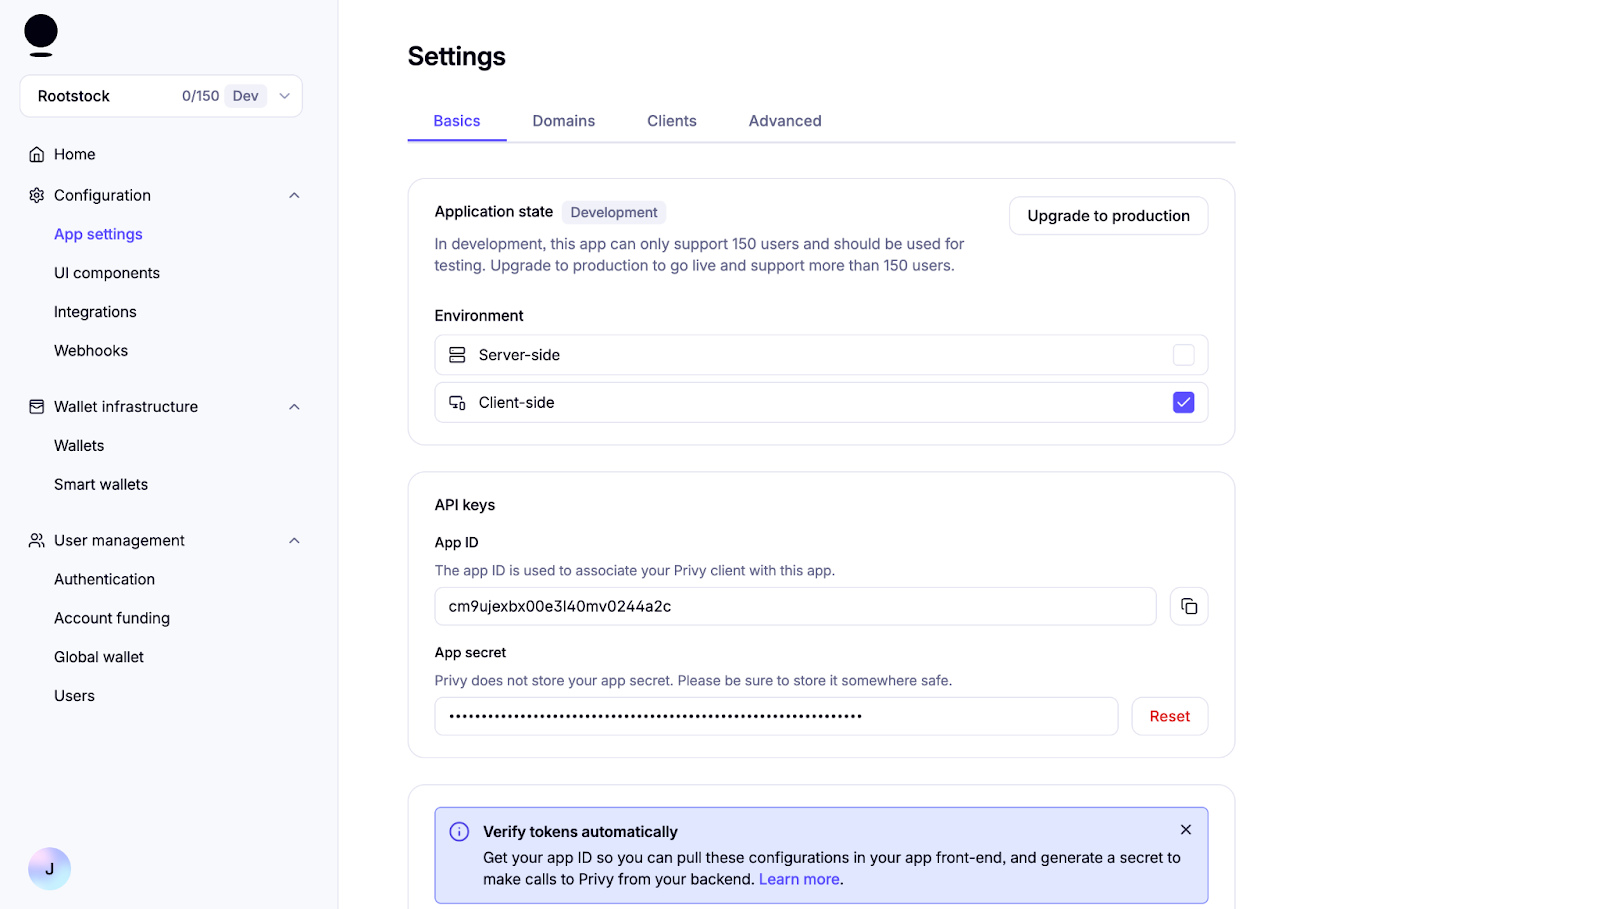 Rootstock 0/150 Dev
Home
Configuration
App settings
UI components
Integrations
Webhooks
Wallet infrastructure
Wallets
Smart wallets
User management
Authentication
Account funding
Global wallet
Users
J
Settings
Basics Domains Clients Advanced
Application state Development
Upgrade to production
In development, this app can only support 150 users and should be used for
testing. Upgrade to production to go live and support more than 150 users.
Environment
Server-side
Client-side
API keys
App ID
The app ID is used to associate your Privy client with this app.
cm9ujexbx00e3l40mv0244a2c
App secret
Privy does not store your app secret. Please be sure to store it somewhere safe.
Reset
Verify tokens automatically
Get your app ID so you can pull these configurations in your app front-end, and generate a secret to
make calls to Privy from your backend. Learn more.